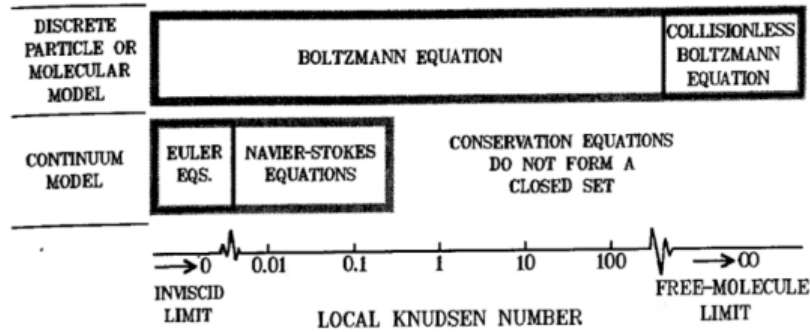 DISCRETE
PARTICLE OR
MOLECULAR
MODEL
BOLTZMANN EQUATION
COLLISIONLESS
BOLTZMANN
EQUATION
CONTINUUM
MODEL
EULER
EQS.
NAVIER-STOKES
EQUATIONS
CONSERVATION EQUATIONS
DO NOT FORM A
CLOSED SET
0 0.01 0.1 1 10 100 ∞
INVISCID
LIMIT
LOCAL KNUDSEN NUMBER
FREE-MOLECULE
LIMIT